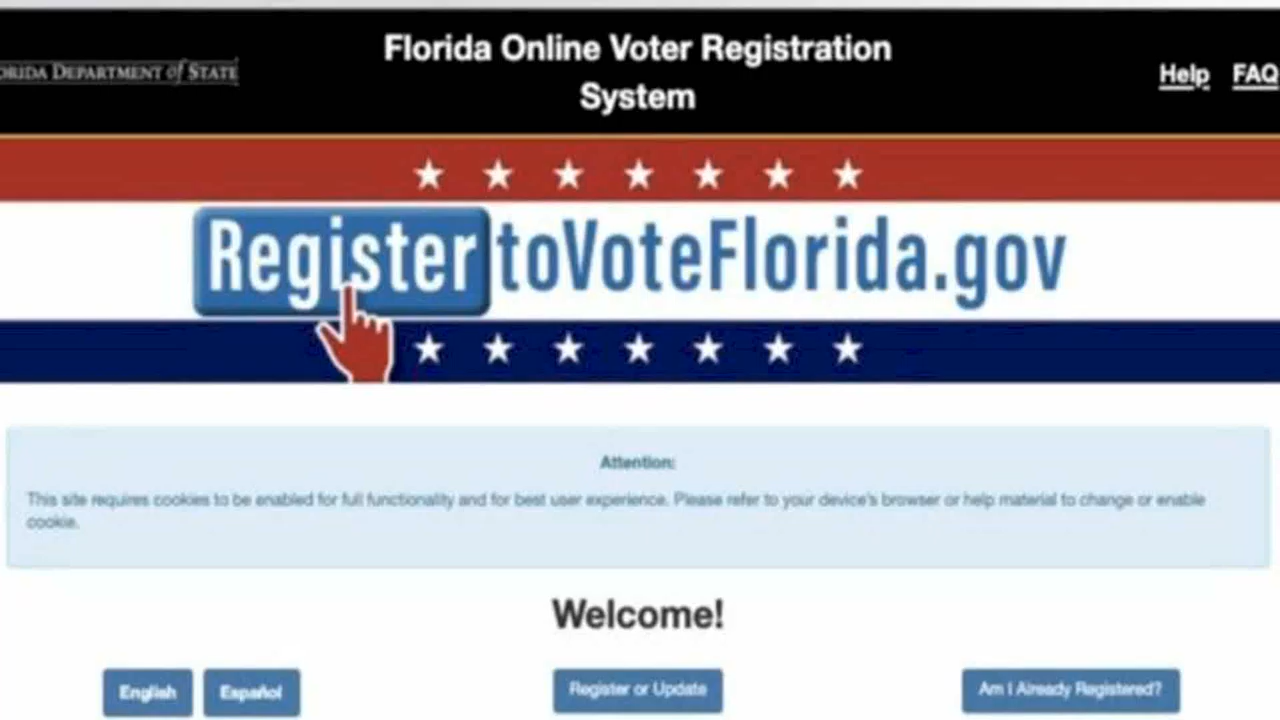 Florida Online Voter Registration
System
ORIDA DEPARTMENT of STATE
Help FAQ
RegistertoVoteFlorida.gov
Attention:
This site requires cookies to be enabled for full functionality and for best user experience. Please refer to your device's browser or help material to change or enable
cookie.
Welcome!
English Español Register or Update Am I Already Registered?